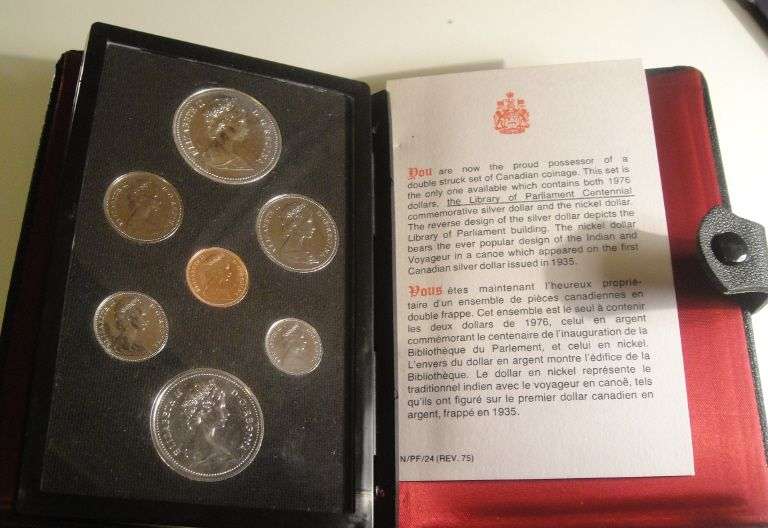 You are now the proud possessor of a
double struck set of Canadian coinage. This set is
the only one available which contains both 1976
dollars, the Library of Parliament Centennial
commemorative silver dollar and the nickel dollar.
The reverse design of the silver dollar depicts the
Library of Parliament building. The nickel dollar
bears the ever popular design of the Indian and
Voyageur in a canoe which appeared on the first
Canadian silver dollar issued in 1935.
Vous êtes maintenant l'heureux proprié-
taire d'un ensemble de pièces canadiennes en
double frappe. Cet ensemble est le seul à contenir
les deux dollars de 1976, celui en argent
commémorant le centenaire de l'inauguration de la
Bibliothèque du Parlement, et celui en nickel.
L'envers du dollar en argent montre l'édifice de la
Bibliothèque. Le dollar en nickel représente le
traditionnel indien avec le voyageur en canoë, tels
qu'ils ont figuré sur le premier dollar canadien en
argent, frappé en 1935.
N/PF/24 (REV. 75)